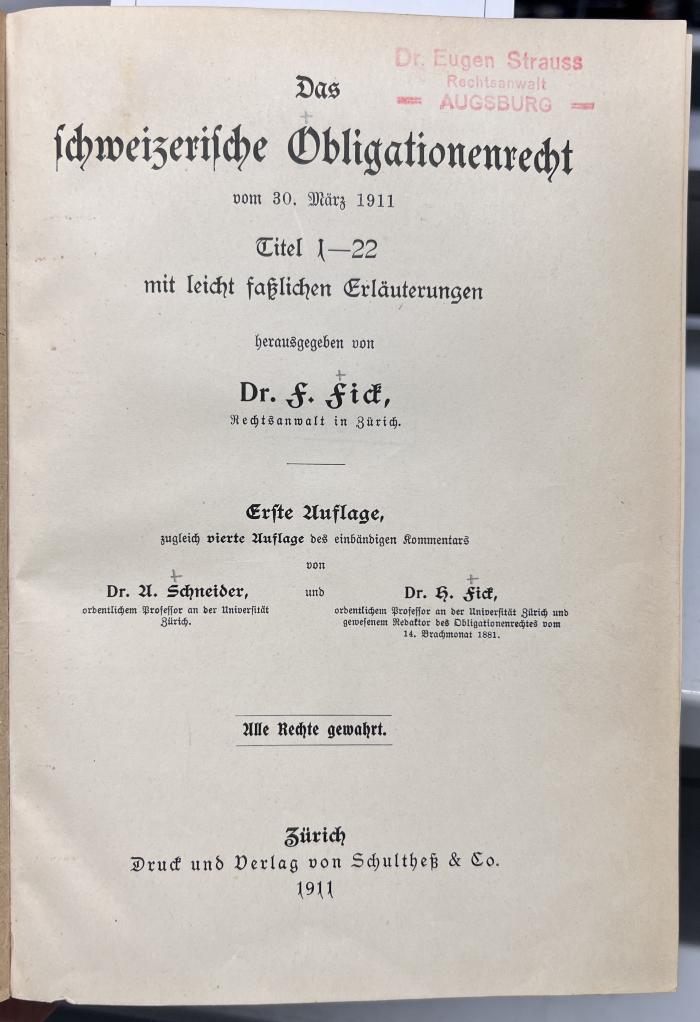 Dr. Eugen Strauss
Rechtsanwalt
AUGSBURG
Das
schweizerische Obligationenrecht
vom 30. März 1911
Titel 1—22
mit leicht faßlichen Erläuterungen
herausgegeben von
Dr. F. Fick,
Rechtsanwalt in Zürich.
Erste Auflage,
zugleich vierte Auflage des einbändigen Kommentars
von
Dr. A. Schneider,
ordentlichem Professor an der Universität
Zürich.
und
Dr. H. Fick,
ordentlichem Professor an der Universität Zürich und
gewesenem Redaktor des Obligationenrechtes vom
14. Brachmonat 1881.
Alle Rechte gewahrt.
Zürich
Druck und Verlag von Schultheß & Co.
1911